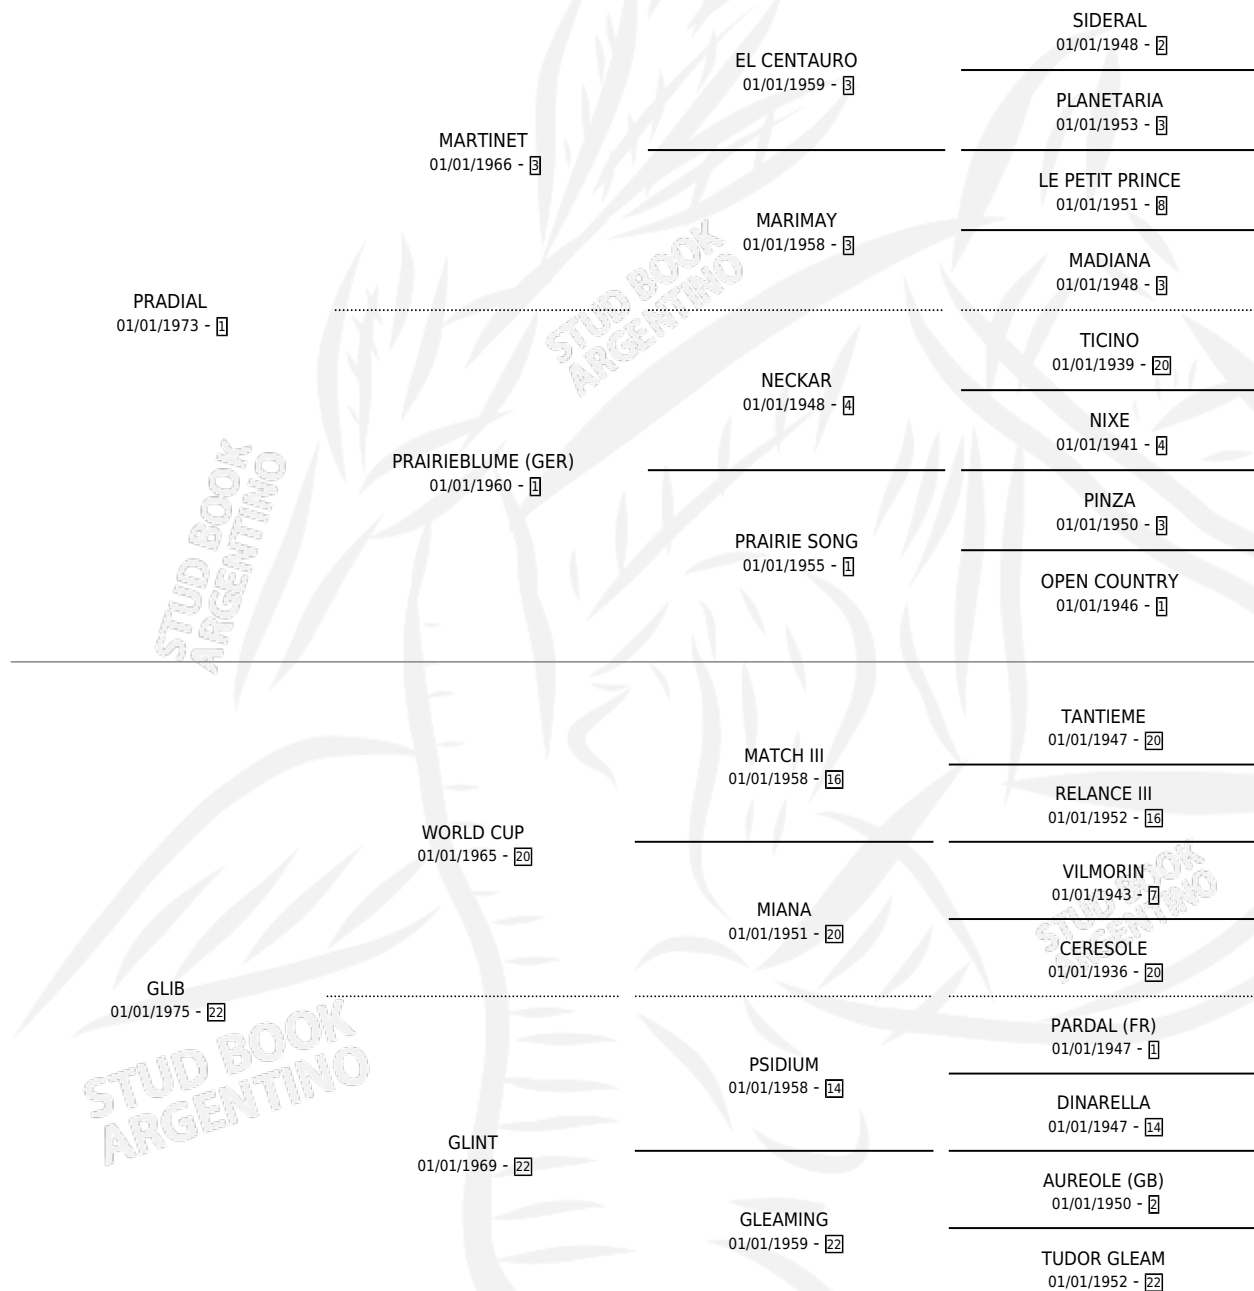 SIDERAL
01/01/1948 - 2
EL CENTAURO
01/01/1959 - 3
PLANETARIA
01/01/1953 - 3
MARTINET
01/01/1966 - 3
LE PETIT PRINCE
01/01/1951 - 8
MARIMAY
01/01/1958 - 3
MADIANA
01/01/1948 - 3
PRADIAL
01/01/1973 - 1
TICINO
01/01/1939 - 20
NECKAR
01/01/1948 - 4
NIXE
01/01/1941 - 4
PRAIRIEBLUME (GER)
01/01/1960 - 1
PINZA
01/01/1950 - 3
PRAIRIE SONG
01/01/1955 - 1
OPEN COUNTRY
01/01/1946 - 1
STUD BOOK
ARGENTINO
STUD BOOK
ARGENTINO
TANTIEME
01/01/1947 - 20
MATCH III
01/01/1958 - 16
RELANCE III
01/01/1952 - 16
WORLD CUP
01/01/1965 - 20
VILMORIN
01/01/1943 - 7
MIANA
01/01/1951 - 20
CERESOLE
01/01/1936 - 20
GLIB
01/01/1975 - 22
PARDAL (FR)
01/01/1947 - 1
PSIDIUM
01/01/1958 - 14
DINARELLA
01/01/1947 - 14
GLINT
01/01/1969 - 22
AUREOLE (GB)
01/01/1950 - 2
GLEAMING
01/01/1959 - 22
TUDOR GLEAM
01/01/1952 - 22
STUD BOOK
ARGENTINO
STUD BOOK
ARGENTINO